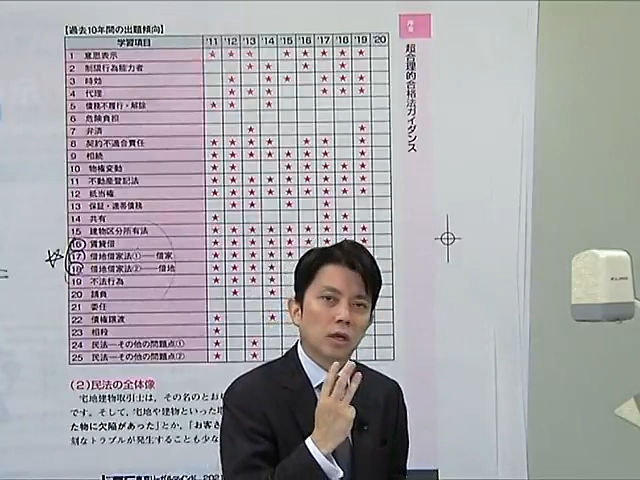 【過去10年間の出題傾向】
学習項目 '11 '12 '13 '14 '15 '16 '17 '18 '19 '20
1 意思表示 ★ ★ ★ ★ ★ ★ ★ ★ ★
2 制限行為能力者
3 時効
4 代理
5 債務不履行・解除 ★ ★ ★
6 危険負担
7 弁済 ★ ★
8 契約不適合責任
9 相続
10 物権変動
11 不動産登記法 ★ ★ ★ ★ ★ ★ ★ ★ ★
12 抵当権
13 保証・連帯債務
14 共有
15 建物区分所有法 ★ ★ ★ ★ ★ ★ ★ ★ ★
16 賃貸借
17 借地借家法①―借家
18 借地借家法②―借地
19 不法行為
20 請負
21 委任
22 債権譲渡
23 相殺
24 民法―その他の問題点①
25 民法―その他の問題点②
(2)民法の全体像
宅地建物取引士は、その名のとお
です。そして、宅地や建物といった
た物に欠陥があった」とか、「お客さ
刻なトラブルが発生することも少な
序章
超合理的合格法ガイダンス